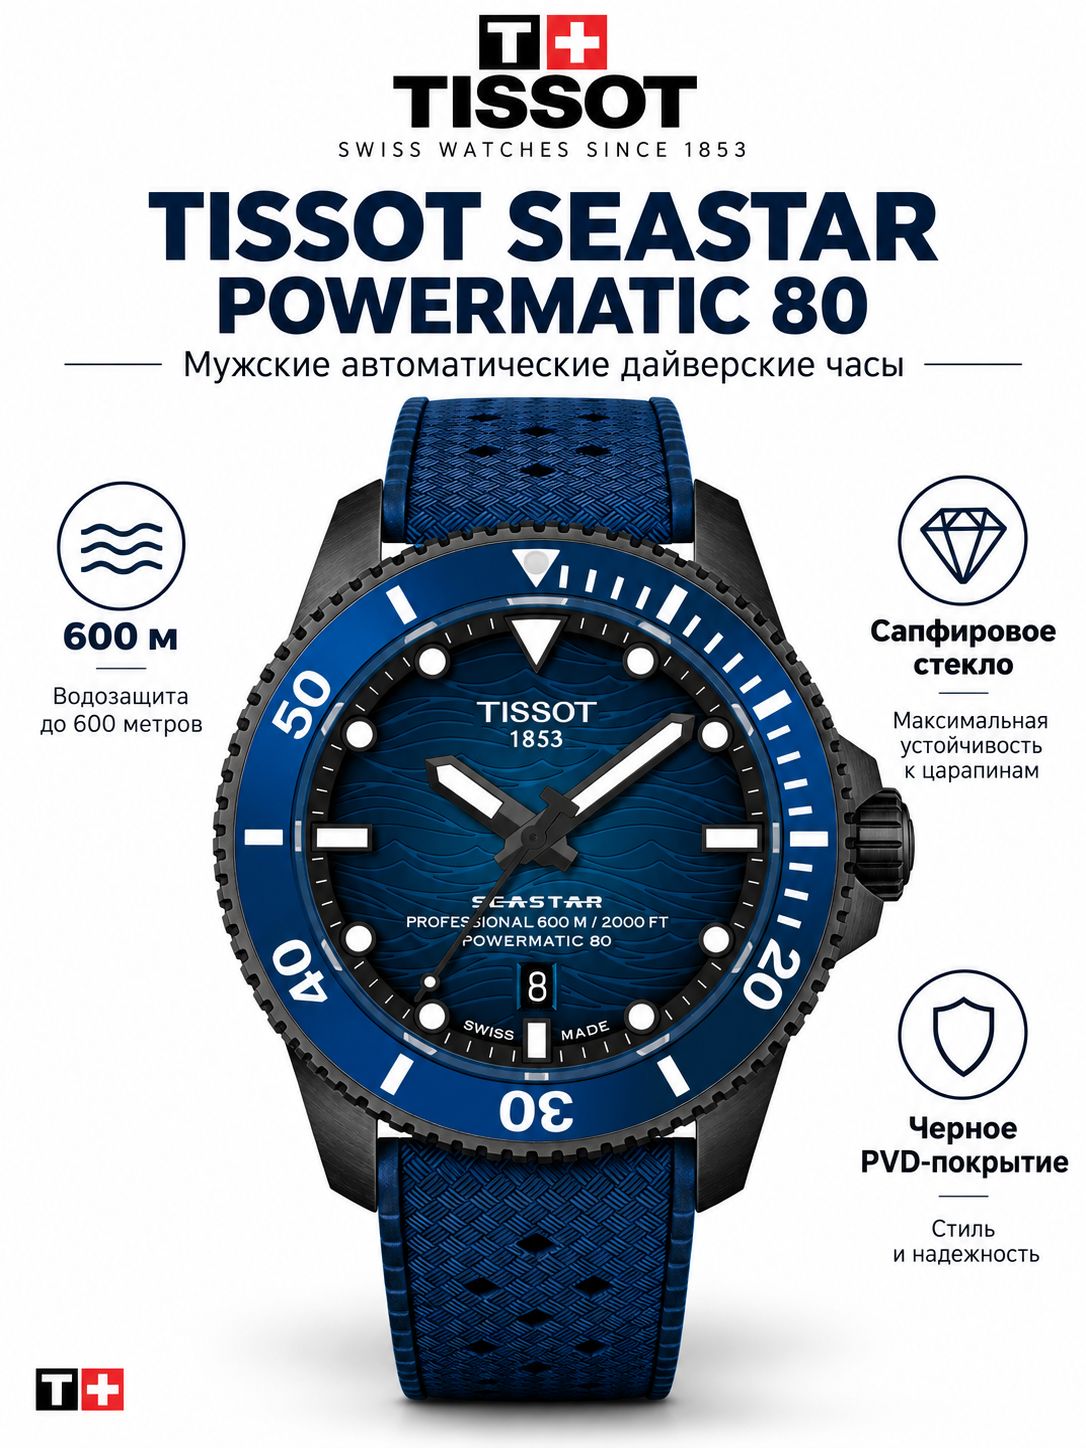 T+
TISSOT
SWISS WATCHES SINCE 1853
TISSOT SEASTAR
POWERMATIC 80
Мужские автоматические дайверские часы
600 м
Водозащита
до 600 метров
Сапфировое
стекло
Максимальная
устойчивость
к царапинам
50
TISSOT
1853
SEASTAR
PROFESSIONAL 600 M / 2000 FT
POWERMATIC 80
40
20
8
SWISS MADE
30
Черное
PVD-покрытие
Стиль
и надежность
T+